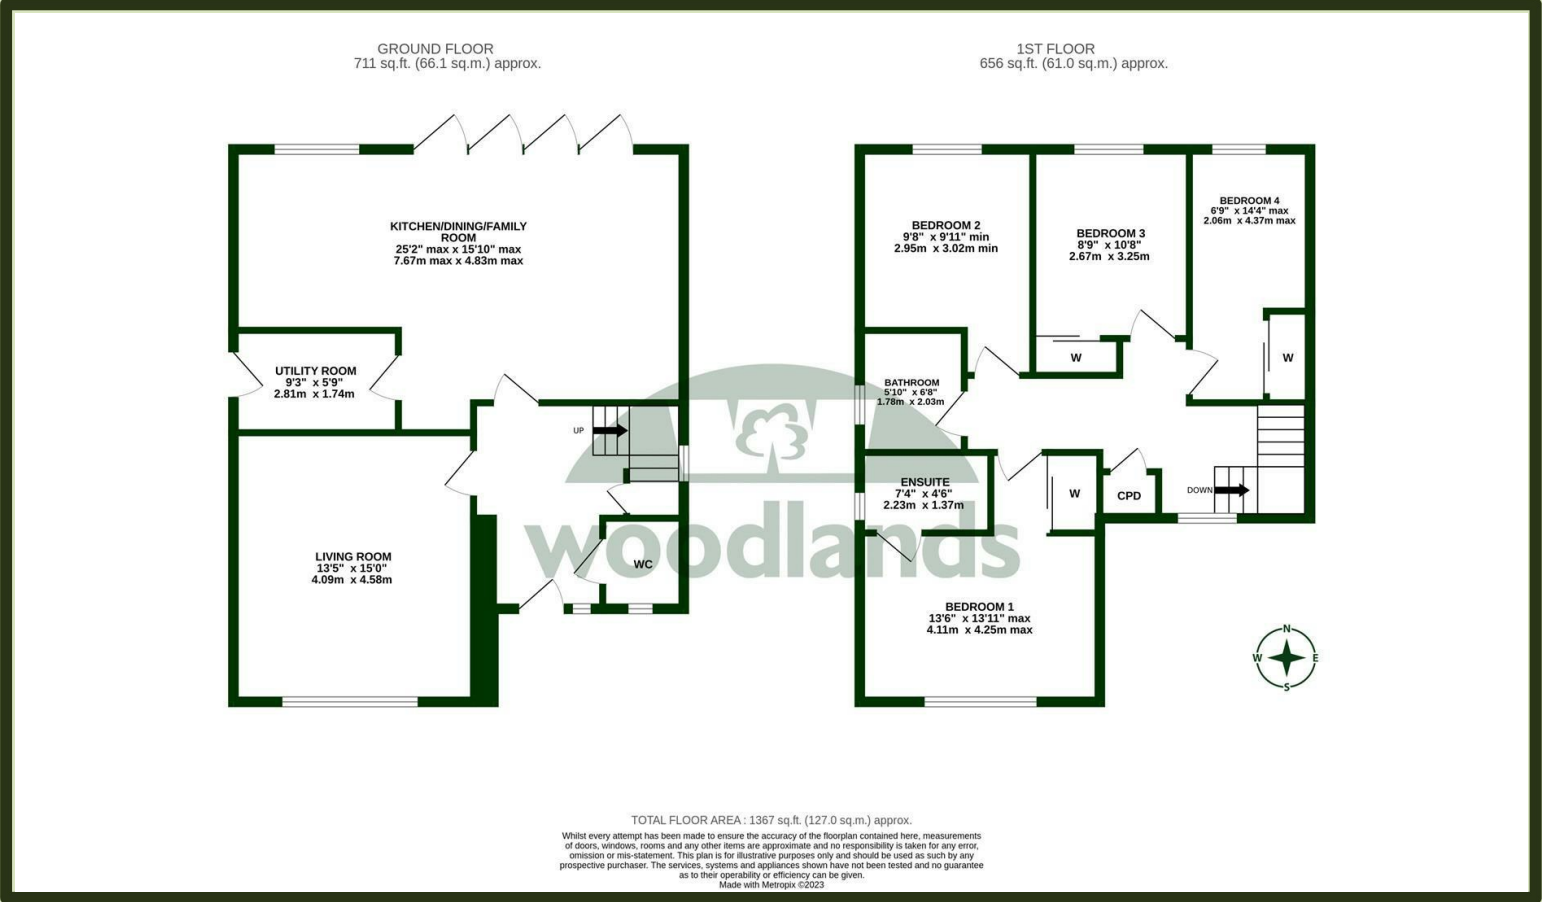 GROUND FLOOR
711 sq.ft. (66.1 sq.m.) approx.
1ST FLOOR
656 sq.ft. (61.0 sq.m.) approx.
KITCHEN/DINING/FAMILY
ROOM
25'2" max x 15'10" max
7.67m max x 4.83m max
UTILITY ROOM
9'3" x 5'9"
2.81m x 1.74m
UP
LIVING ROOM
13'5" x 15'0"
4.09m x 4.58m
WC
BEDROOM 2
9'8" x 9'11" min
2.95m x 3.02m min
BEDROOM 3
8'9" x 10'8"
2.67m x 3.25m
BEDROOM 4
6'9" x 14'4" max
2.06m x 4.37m max
W
W
BATHROOM
5'10" x 6'8"
1.78m x 2.03m
ENSUITE
7'4" x 4'6"
2.23m x 1.37m
W
CPD
DOWN
BEDROOM 1
13'6" x 13'11" max
4.11m x 4.25m max
woodlands
N
W
E
S
TOTAL FLOOR AREA : 1367 sq.ft. (127.0 sq.m.) approx.
Whilst every attempt has been made to ensure the accuracy of the floorplan contained here, measurements
of doors, windows, rooms and any other items are approximate and no responsibility is taken for any error,
omission or mis-statement. This plan is for illustrative purposes only and should be used as such by any
prospective purchaser. The services, systems and appliances shown have not been tested and no guarantee
as to their operability or efficiency can be given.
Made with Metropix ©2023